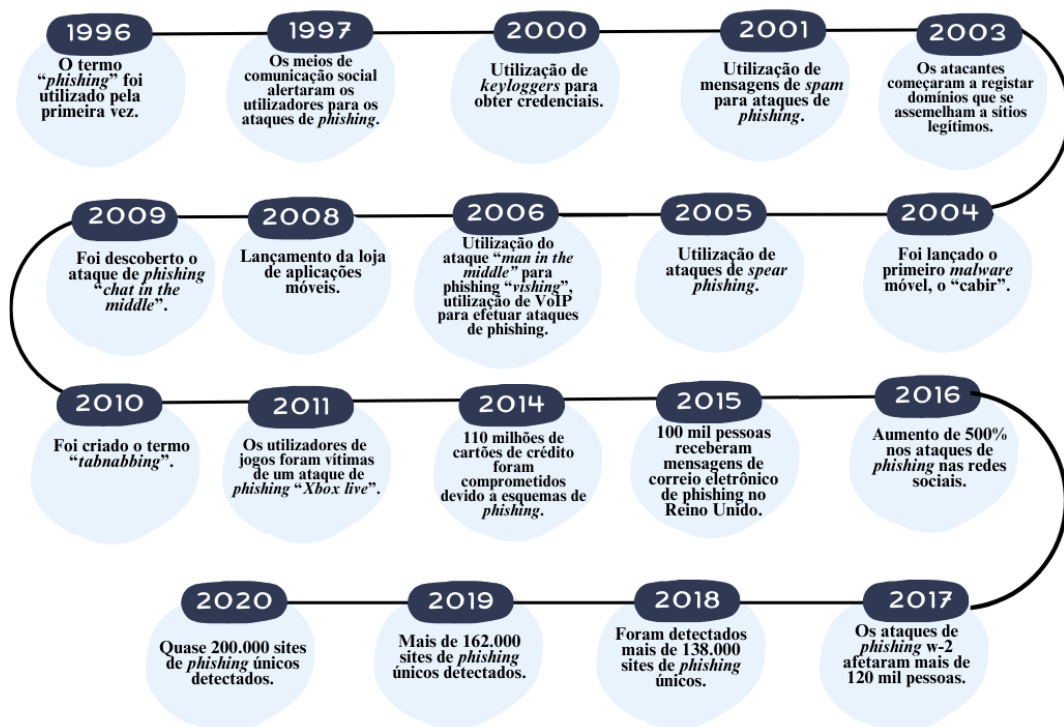 1996
O termo
“phishing” foi
utilizado pela
primeira vez.
1997
Os meios de
comunicação social
alertaram os
utilizadores para os
ataques de phishing.
2000
Utilização de
keyloggers para
obter credenciais.
2001
Utilização de
mensagens de spam
para ataques de
phishing.
2003
Os atacantes
começaram a registar
domínios que se
assemelham a sítios
legítimos.
2004
Foi lançado o
primeiro malware
móvel, o “cabir”.
2005
Utilização de
ataques de spear
phishing.
2006
Utilização do
ataque “man in the
middle” para
phishing “vishing”,
utilização de VoIP
para efetuar ataques
de phishing.
2008
Lançamento da loja
de aplicações
móveis.
2009
Foi descoberto o
ataque de phishing
“chat in the
middle”.
2010
Foi criado o termo
“tabnabbing”.
2011
Os utilizadores de
jogos foram vítimas
de um ataque de
phishing “Xbox live”.
2014
110 milhões de
cartões de crédito
foram
comprometidos
devido a esquemas de
phishing.
2015
100 mil pessoas
receberam
mensagens de
correio eletrônico
de phishing no
Reino Unido.
2016
Aumento de 500%
nos ataques de
phishing nas redes
sociais.
2017
Os ataques de
phishing w-2
afetaram mais de
120 mil pessoas.
2018
Foram detectados
mais de 138.000
sites de phishing
únicos.
2019
Mais de 162.000
sites de phishing
únicos detectados.
2020
Quase 200.000 sites
de phishing únicos
detectados.